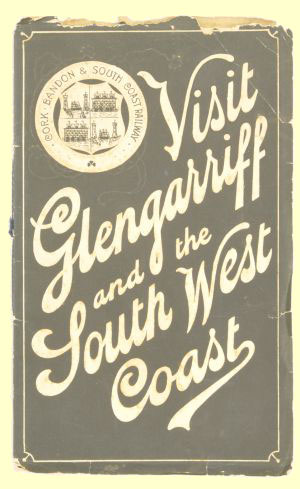 CORK · BANDON & SOUTH COAST RAILWAY ·
Visit
Glengarriff
and the
South West
Coast